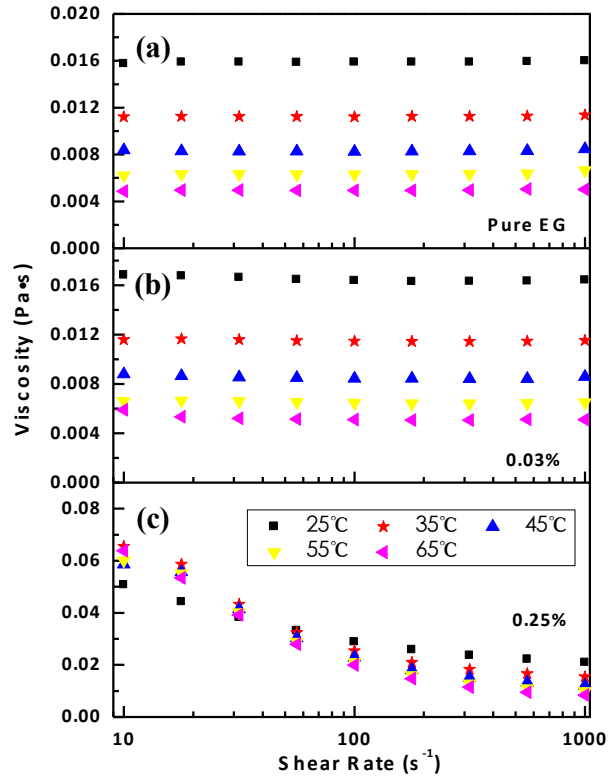 0.020
(a)
0.016
0.012
0.008
0.004
Pure EG
0.000
(b)
0.016
0.012
0.008
0.004
0.03%
0.000
Viscosity (Pa•s)
0.08
(c)
25℃ 35℃ 45℃
55℃ 65℃
0.06
0.04
0.25%
0.02
0.00
10 100 1000
Shear Rate (s⁻¹)